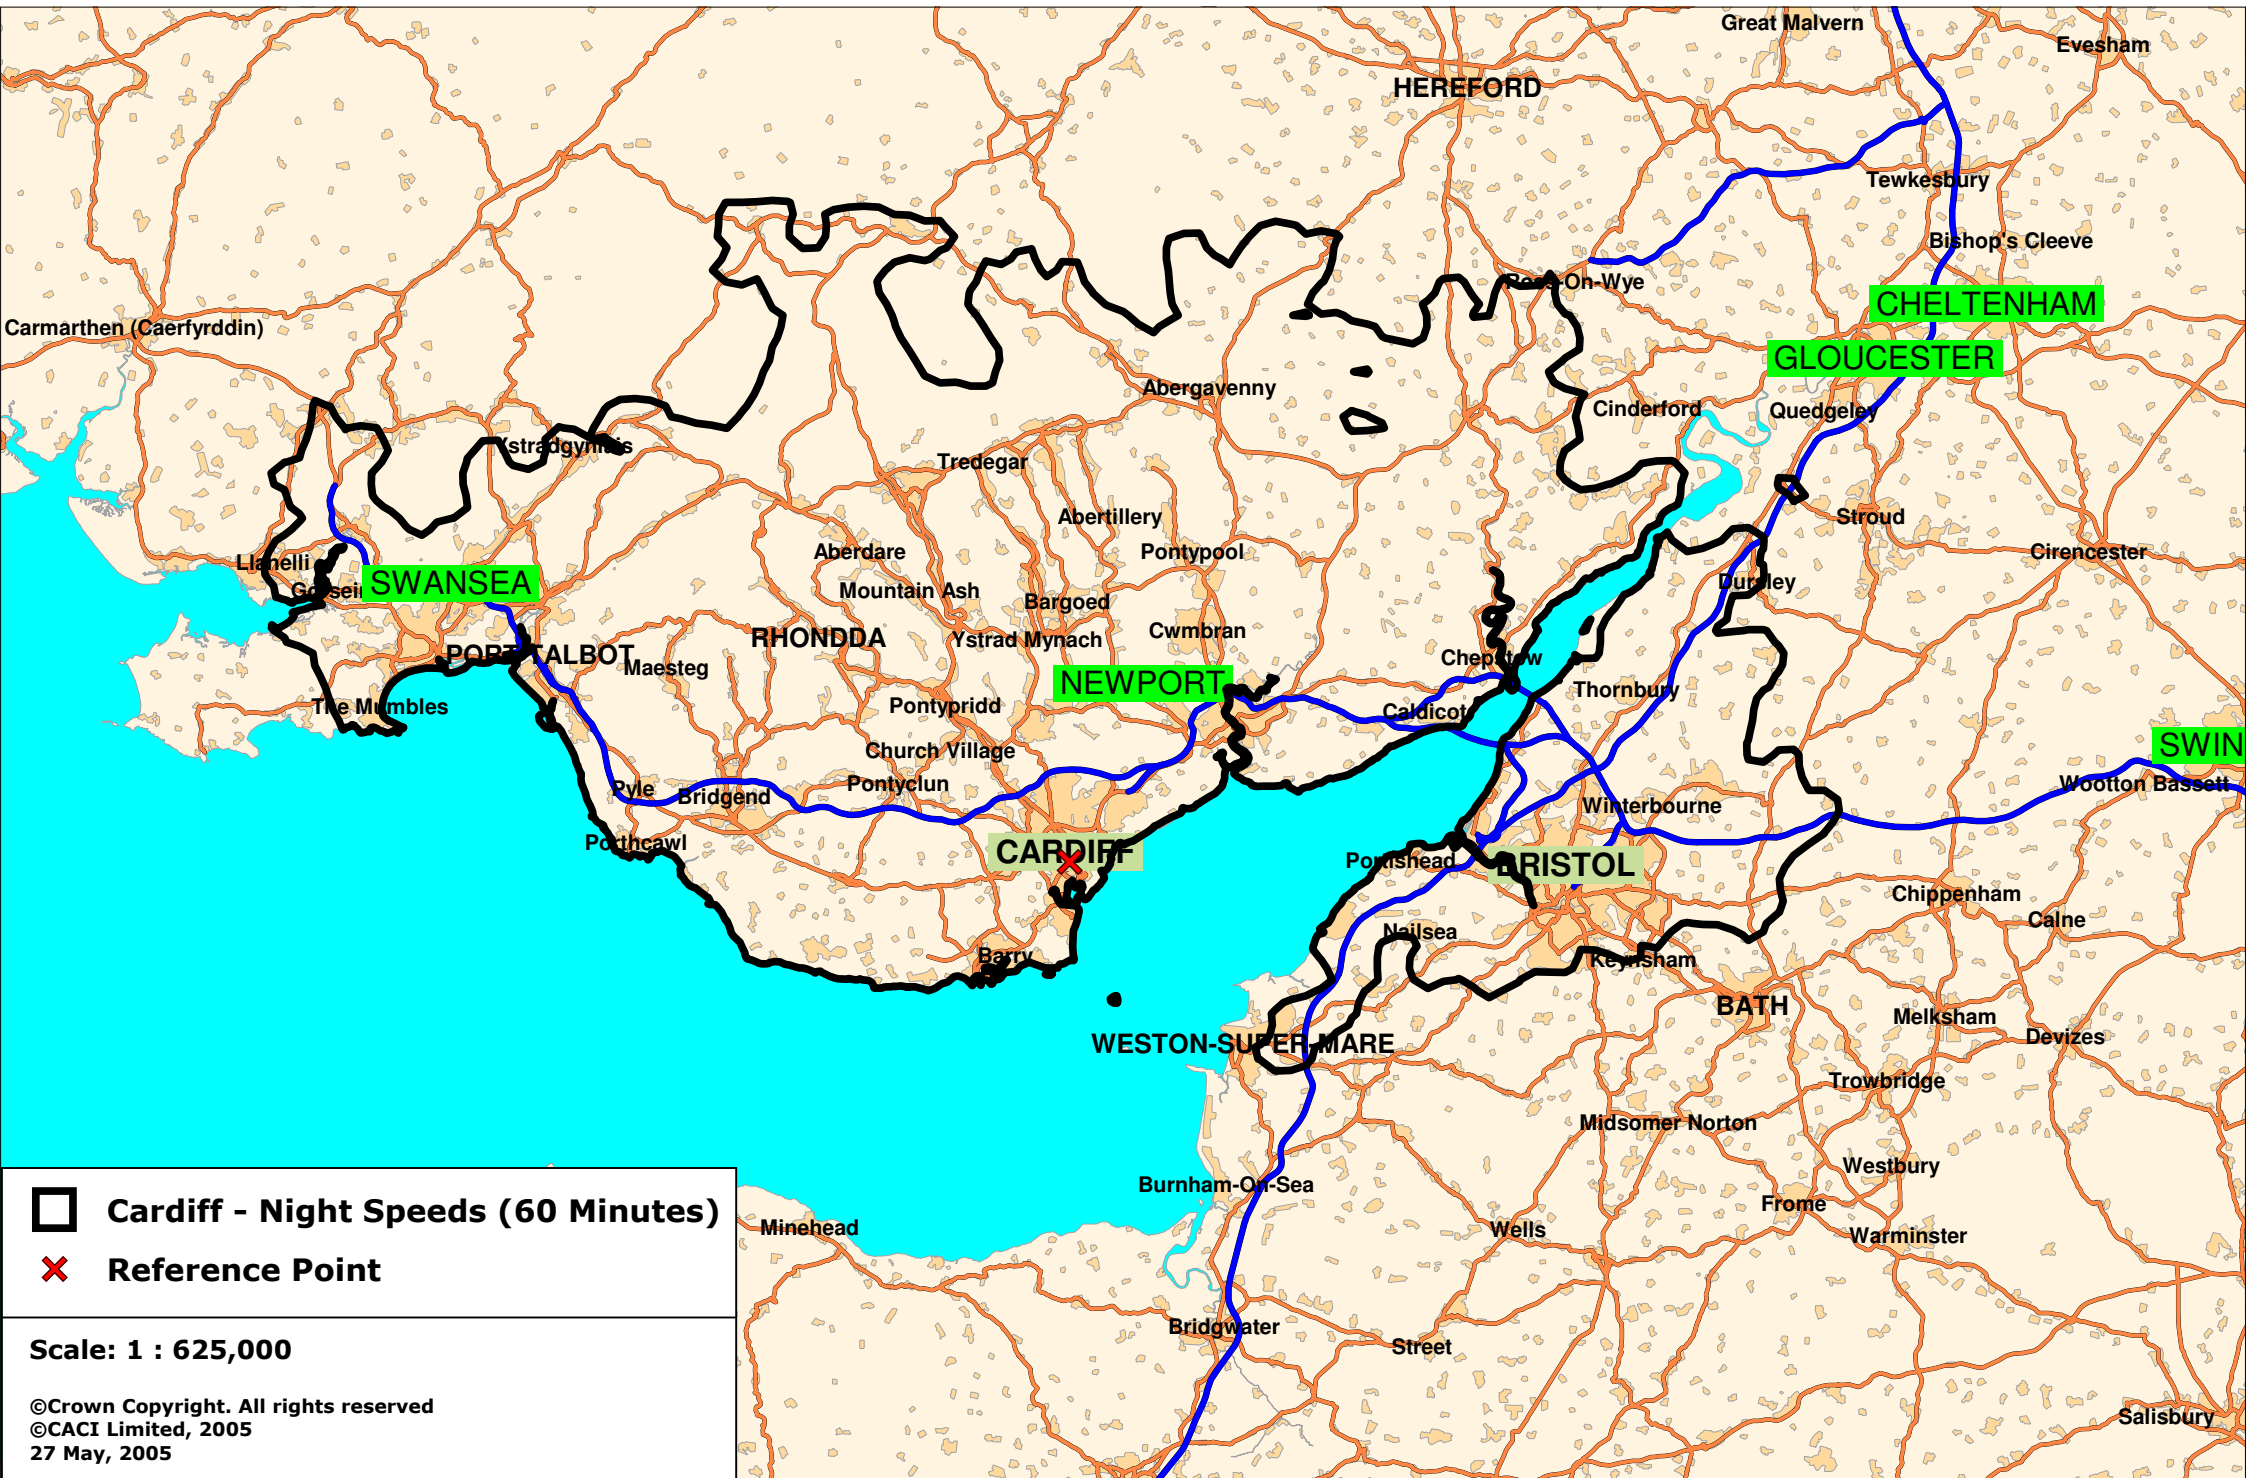 Great Malvern
Evesham
HEREFORD
Tewkesbury
Bishop's Cleeve
Ross-On-Wye
CHELTENHAM
Carmarthen (Caerfyrddin)
GLOUCESTER
Abergavenny
Cinderford
Quedgeley
Ystradgynlais
Tredegar
Abertillery
Stroud
Aberdare
Pontypool
Cirencester
Llanelli
SWANSEA
Dursley
Mountain Ash
Bargoed
Cwmbran
RHONDDA
Ystrad Mynach
PORT TALBOT
Maesteg
Chepstow
NEWPORT
Thornbury
The Mumbles
Pontypridd
Caldicot
Church Village
SWIN
Pyle
Bridgend
Pontyclun
Wootton Bassett
Winterbourne
Porthcawl
CARDIFF
Portishead
BRISTOL
Chippenham
Calne
Nailsea
Barry
Keynsham
BATH
Melksham
Devizes
WESTON-SUPER-MARE
Trowbridge
Midsomer Norton
Westbury
Burnham-On-Sea
Frome
Minehead
Wells
Warminster
Bridgwater
Street
Salisbury
Cardiff - Night Speeds (60 Minutes)
Reference Point
Scale: 1 : 625,000
©Crown Copyright. All rights reserved
©CACI Limited, 2005
27 May, 2005